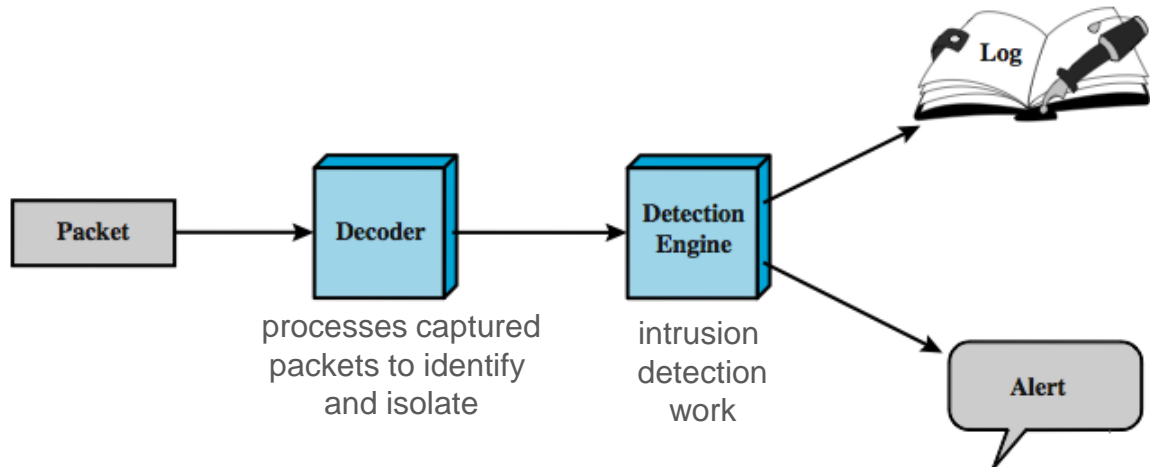 Log
Packet
Decoder
Detection
Engine
processes captured
packets to identify
and isolate
intrusion
detection
work
Alert